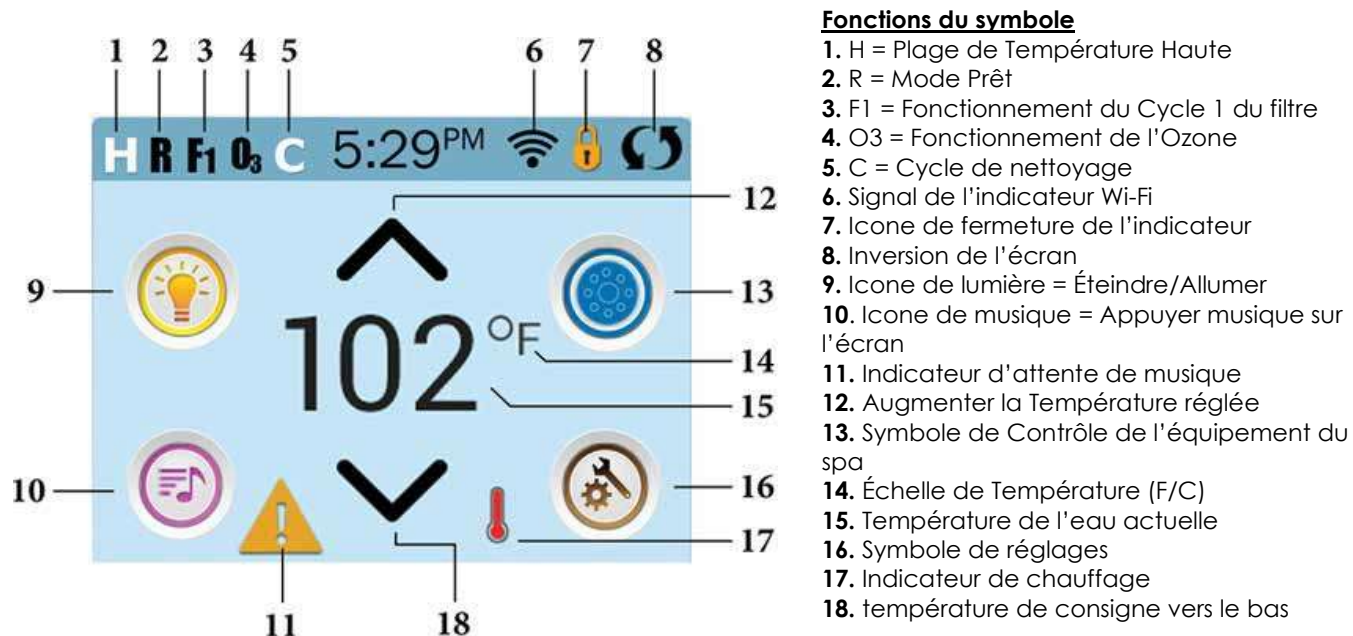 1 2 3 4 5 6 7 8
H R F1 O3 C 5:29PM
12
9 13
102°F
14
15
10 16
17
11 18
Fonctions du symbole
1. H = Plage de Température Haute
2. R = Mode Prêt
3. F1 = Fonctionnement du Cycle 1 du filtre
4. O3 = Fonctionnement de l'Ozone
5. C = Cycle de nettoyage
6. Signal de l'indicateur Wi-Fi
7. Icone de fermeture de l'indicateur
8. Inversion de l'écran
9. Icone de lumière = Éteindre/Allumer
10. Icone de musique = Appuyer musique sur
l'écran
11. Indicateur d'attente de musique
12. Augmenter la Température réglée
13. Symbole de Contrôle de l'équipement du
spa
14. Échelle de Température (F/C)
15. Température de l'eau actuelle
16. Symbole de réglages
17. Indicateur de chauffage
18. température de consigne vers le bas